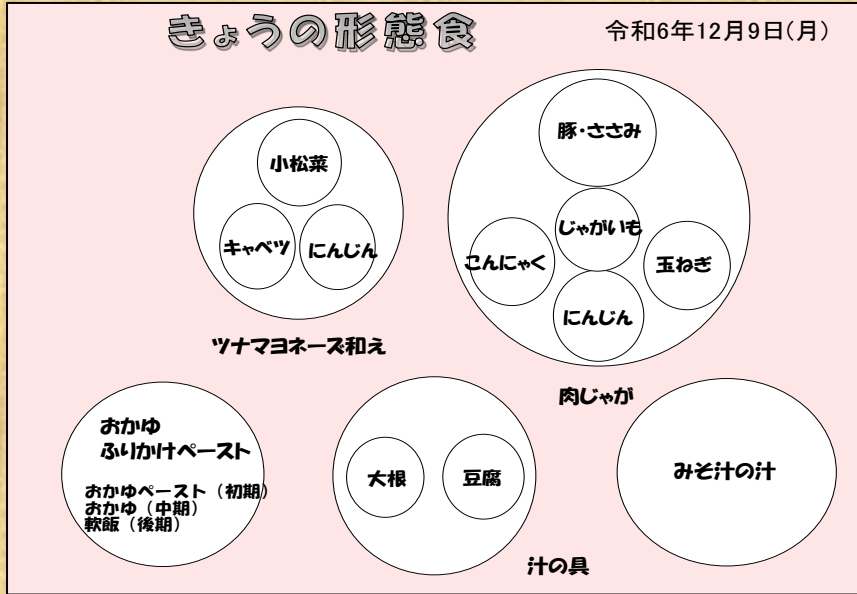 きょうの形態食
令和6年12月9日(月)
小松菜
キャベツ
にんじん
ツナマヨネーズ和え
豚・ささみ
じゃがいも
こんにゃく
玉ねぎ
にんじん
肉じゃが
おかゆ
ふりかけペースト
おかゆペースト（初期）
おかゆ（中期）
軟飯（後期）
大根
豆腐
汁の具
みそ汁の汁